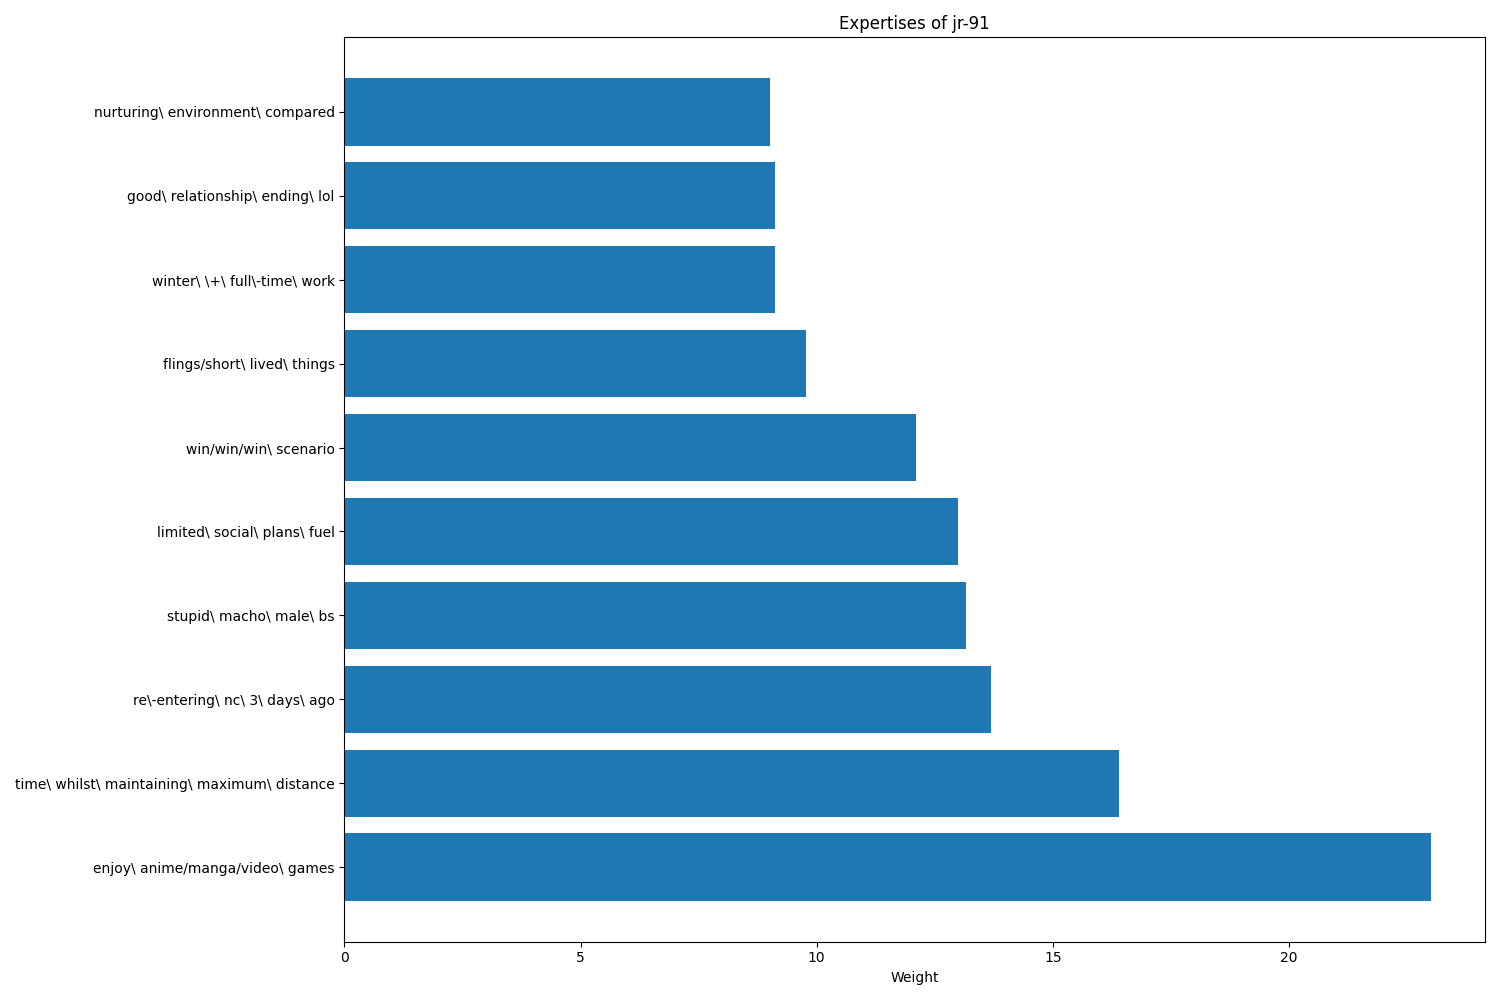 Expertises of jr-91
nurturing\ environment\ compared
good\ relationship\ ending\ lol
winter\ \+\ full\-time\ work
flings/short\ lived\ things
win/win/win\ scenario
limited\ social\ plans\ fuel
stupid\ macho\ male\ bs
re\-entering\ nc\ 3\ days\ ago
time\ whilst\ maintaining\ maximum\ distance
enjoy\ anime/manga/video\ games
0 5 10 15 20
Weight